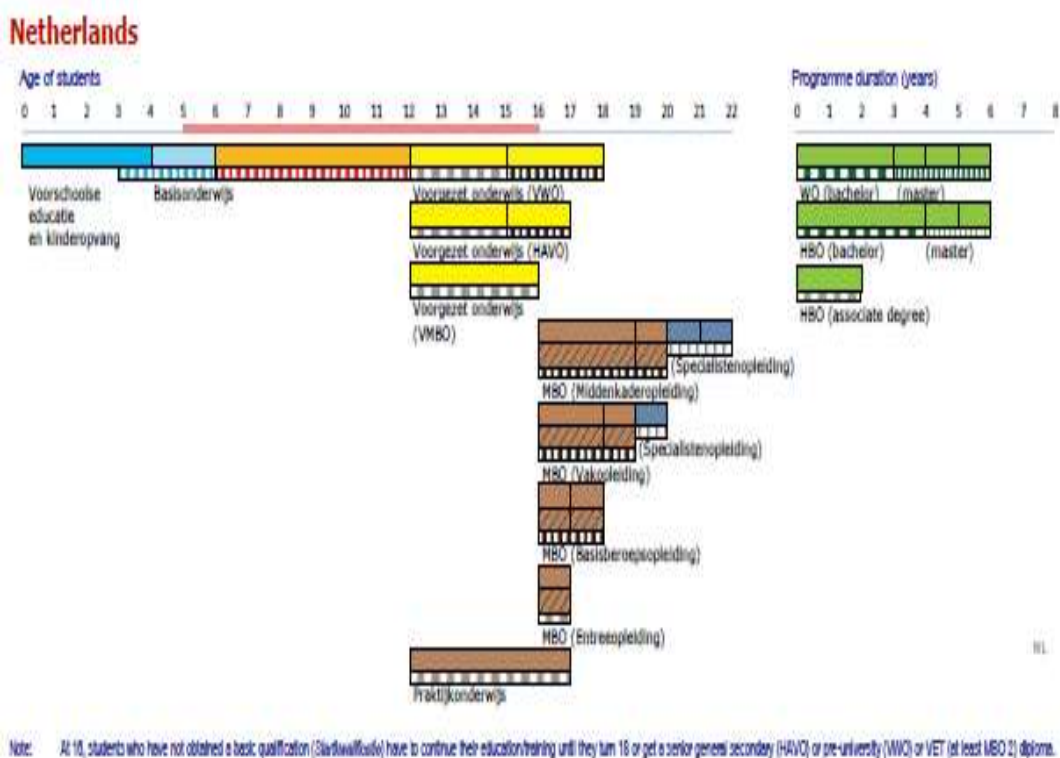 Netherlands
Age of students
Programme duration (years)
0 1 2 3 4 5 6 7 8 9 10 11 12 13 14 15 16 17 18 19 20 21 22
0 1 2 3 4 5 6 7 8
Voorschoolse
educatie
en kinderopvang
Basisonderwijs
Voorgezet onderwijs (VWO)
Voorgezet onderwijs (HAVO)
Voorgezet onderwijs
(VMBO)
(Specialistenopleiding)
MBO (Middenkaderopleiding)
(Specialistenopleiding)
MBO (Vakopleiding)
MBO (Basisberoepsopleiding)
MBO (Entreeopleiding)
Praktijkonderwijs
WO (bachelor) (master)
HBO (bachelor) (master)
HBO (associate degree)
NL
Note: At 16, students who have not obtained a basic qualification (Startkwalificatie) have to continue their education/training until they turn 18 or get a senior general secondary (HAVO) or pre-university (VWO) or VET (at least MBO 2) diploma.